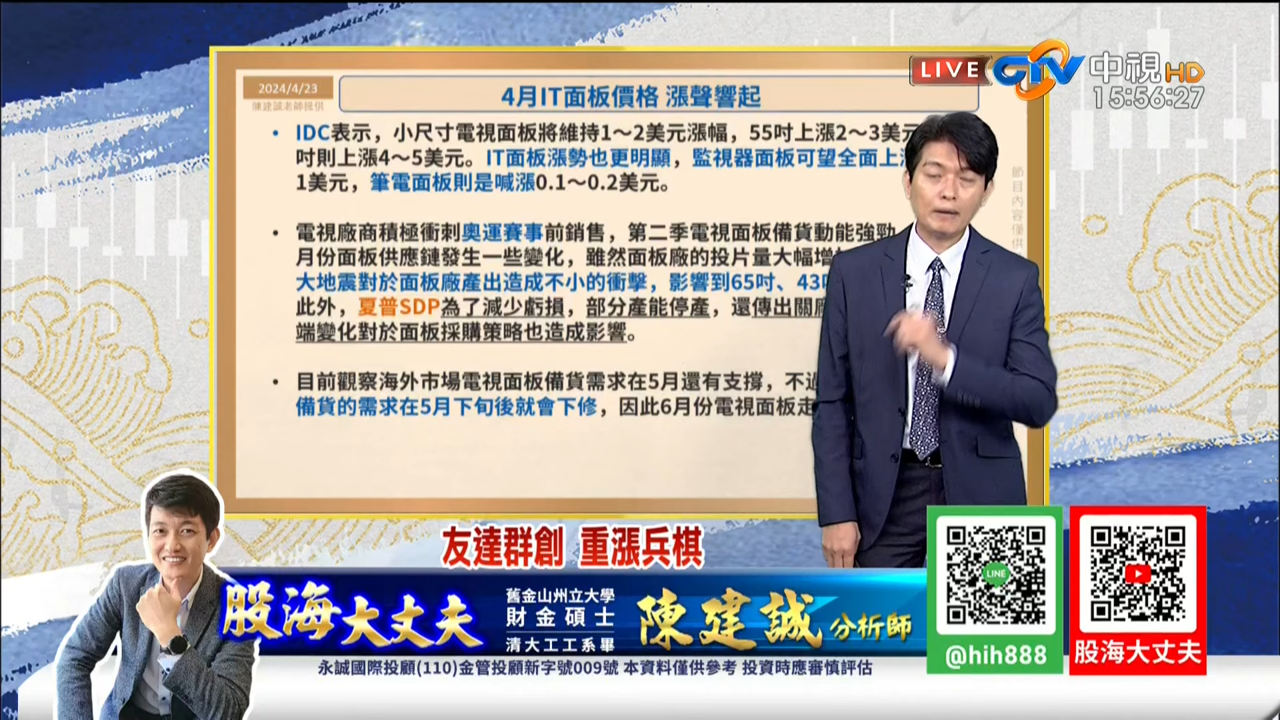 LIVE CTV 中視HD
15:56:27
2024/4/23
陳建誠老師提供
4月IT面板價格 漲聲響起
• IDC表示，小尺寸電視面板將維持1～2美元漲幅，55吋上漲2～3美元
吋則上漲4～5美元。IT面板漲勢也更明顯，監視器面板可望全面上漲
1美元，筆電面板則是喊漲0.1～0.2美元。
• 電視廠商積極衝刺奧運賽事前銷售，第二季電視面板備貨動能強勁
月份面板供應鏈發生一些變化，雖然面板廠的投片量大幅增
大地震對於面板廠產出造成不小的衝擊，影響到65吋、43吋
此外，夏普SDP為了減少虧損，部分產能停產，還傳出關廠
端變化對於面板採購策略也造成影響。
• 目前觀察海外市場電視面板備貨需求在5月還有支撐，不過
備貨的需求在5月下旬後就會下修，因此6月份電視面板走
節目內容僅供
友達群創 重漲兵棋
股海大丈夫
舊金山州立大學
財金碩士
清大工工系畢
陳建誠 分析師
永誠國際投顧(110)金管投顧新字號009號 本資料僅供參考 投資時應審慎評估
LINE
@hih888
股海大丈夫